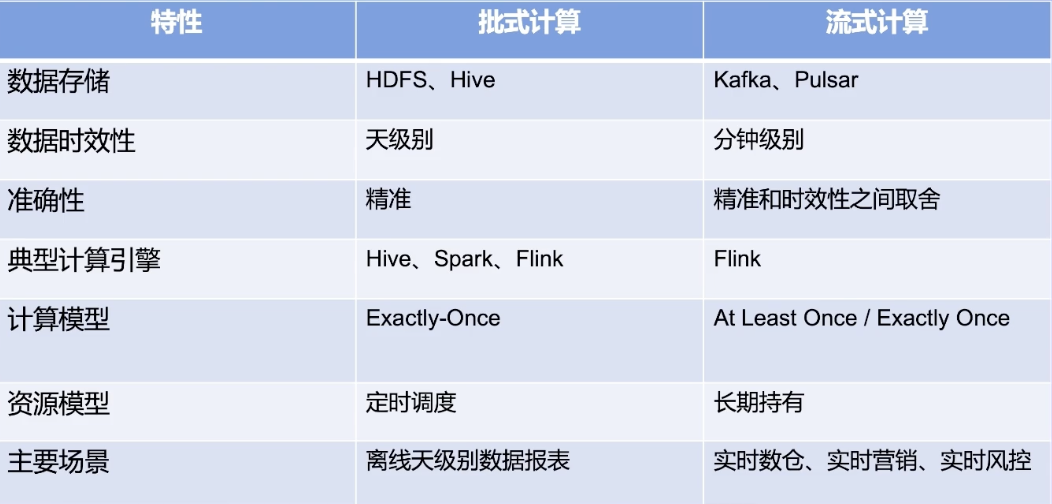 特性 批式计算 流式计算
数据存储 HDFS、Hive Kafka、Pulsar
数据时效性 天级别 分钟级别
准确性 精准 精准和时效性之间取舍
典型计算引擎 Hive、Spark、Flink Flink
计算模型 Exactly-Once At Least Once / Exactly Once
资源模型 定时调度 长期持有
主要场景 离线天级别数据报表 实时数仓、实时营销、实时风控